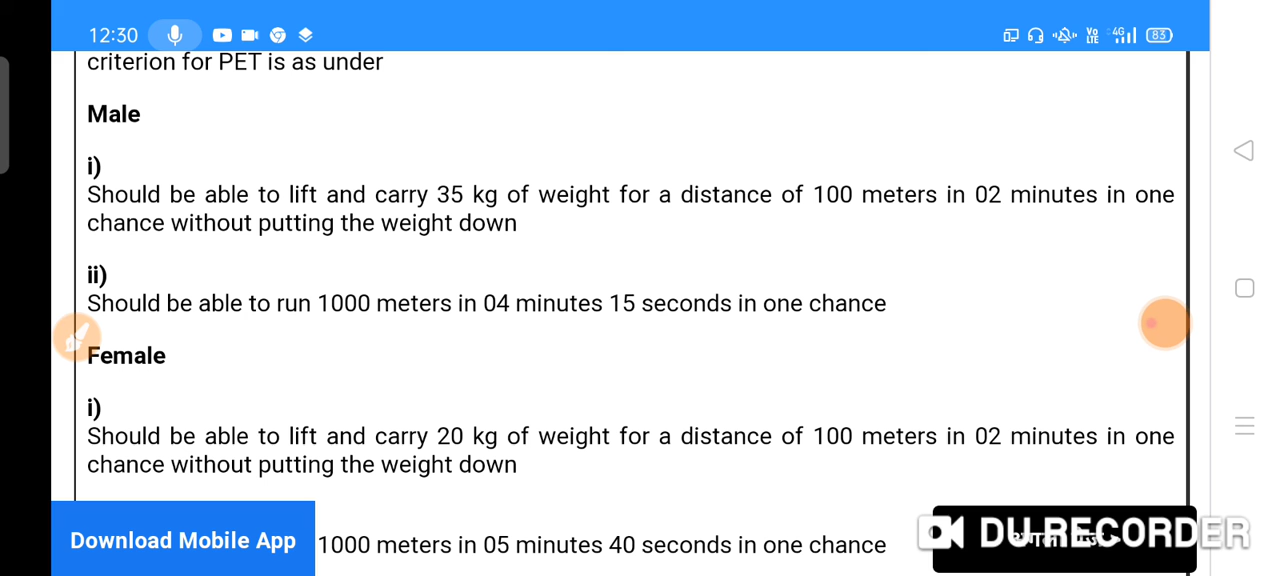 12:30
Vo LTE 4G 83
criterion for PET is as under
Male
i)
Should be able to lift and carry 35 kg of weight for a distance of 100 meters in 02 minutes in one
chance without putting the weight down
ii)
Should be able to run 1000 meters in 04 minutes 15 seconds in one chance
Female
i)
Should be able to lift and carry 20 kg of weight for a distance of 100 meters in 02 minutes in one
chance without putting the weight down
Download Mobile App
1000 meters in 05 minutes 40 seconds in one chance
DU RECORDER